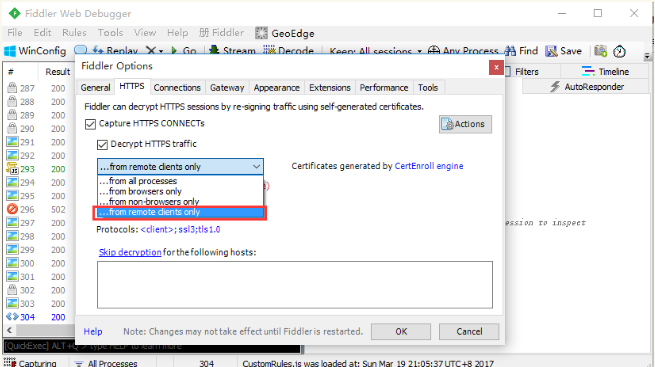 Fiddler Web Debugger
File Edit Rules Tools View Help Fiddler GeoEdge
WinConfig Replay Go Stream Decode Keep: All sessions Any Process Find Save
# Result
Fiddler Options
Filters Timeline
General HTTPS Connections Gateway Appearance Extensions Performance Tools
AutoResponder
287 200
288 200
289 200
290 200
291 200
292 200
293 200
294 200
295 200
296 502
297 200
298 200
299 200
300 200
301 200
302 200
303 200
304 200
Fiddler can decrypt HTTPS sessions by re-signing traffic using self-generated certificates.
Capture HTTPS CONNECTs
Actions
Decrypt HTTPS traffic
...from remote clients only
Certificates generated by CertEnroll engine
...from all processes
...from browsers only
...from non-browsers only
...from remote clients only
ession to inspect
Protocols: <client>;ssl3;tls1.0
Skip decryption for the following hosts:
Help Note: Changes may not take effect until Fiddler is restarted. OK Cancel
[QuickExec] ALT+Q > type HELP to learn more
Capturing All Processes 304 CustomRules.js was loaded at: Sun Mar 19 21:05:37 UTC+8 2017